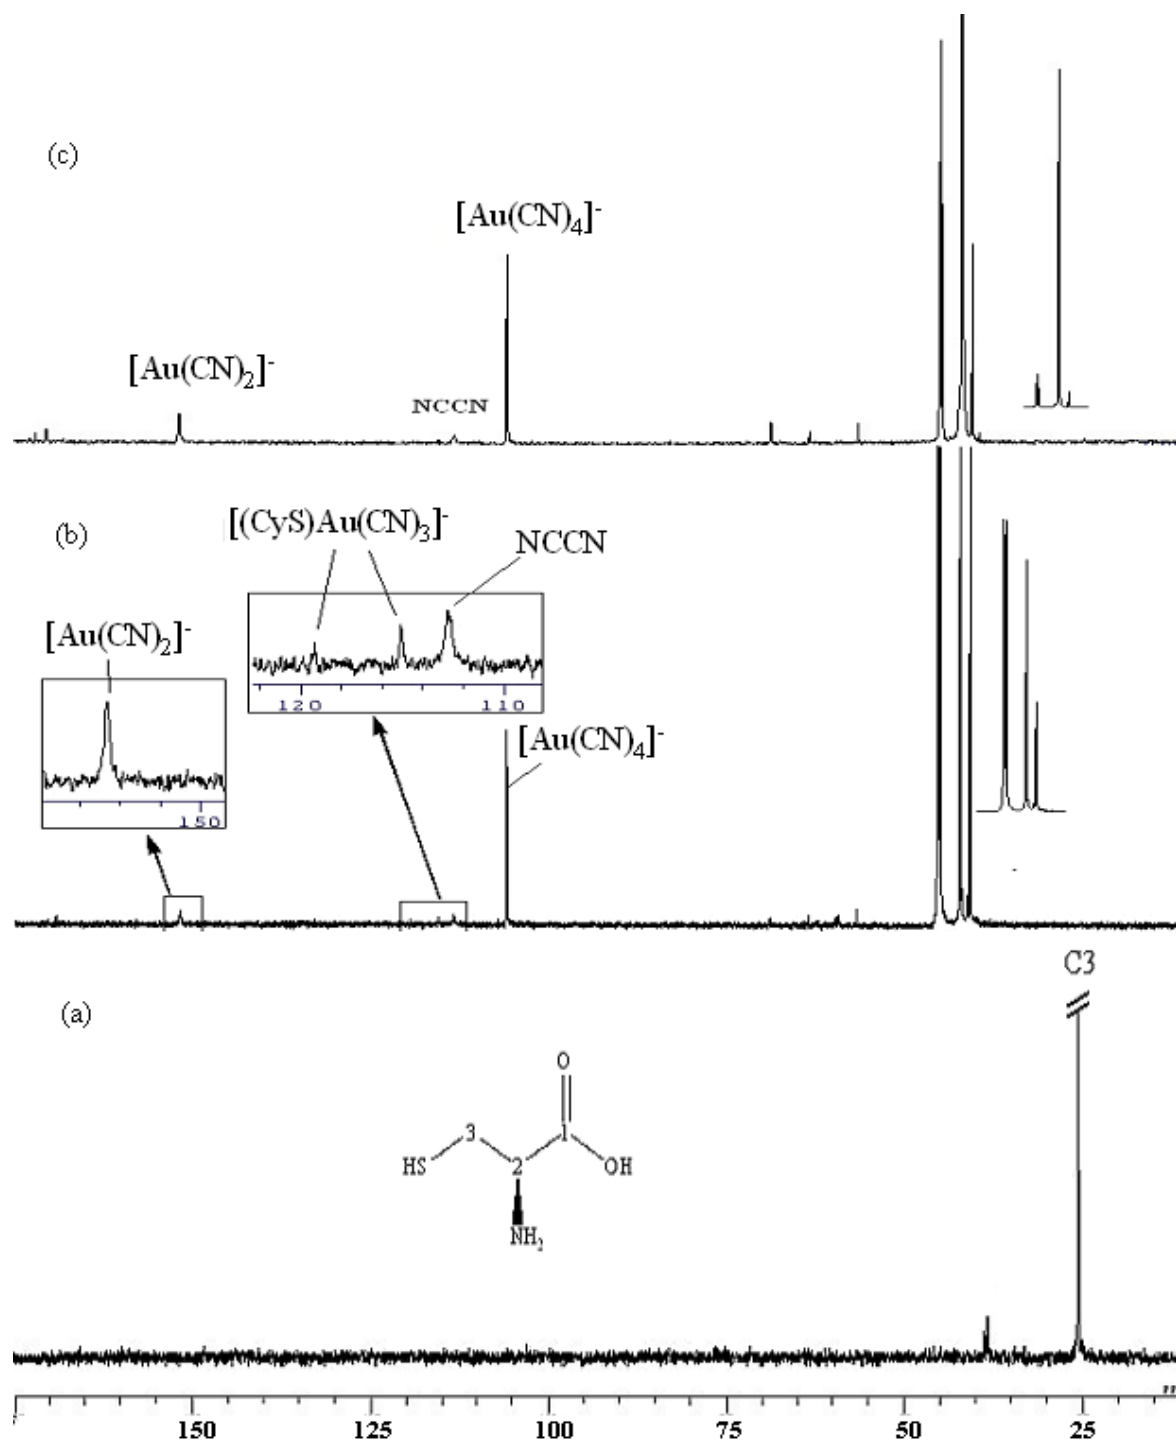 (c)
[Au(CN)4]-
[Au(CN)2]-
NCCN
[(CyS)Au(CN)3]-
(b)
NCCN
[Au(CN)2]-
120 110
[Au(CN)4]-
150
C3
(a)
O
3 1
HS 2 OH
NH2
150 125 100 75 50 25